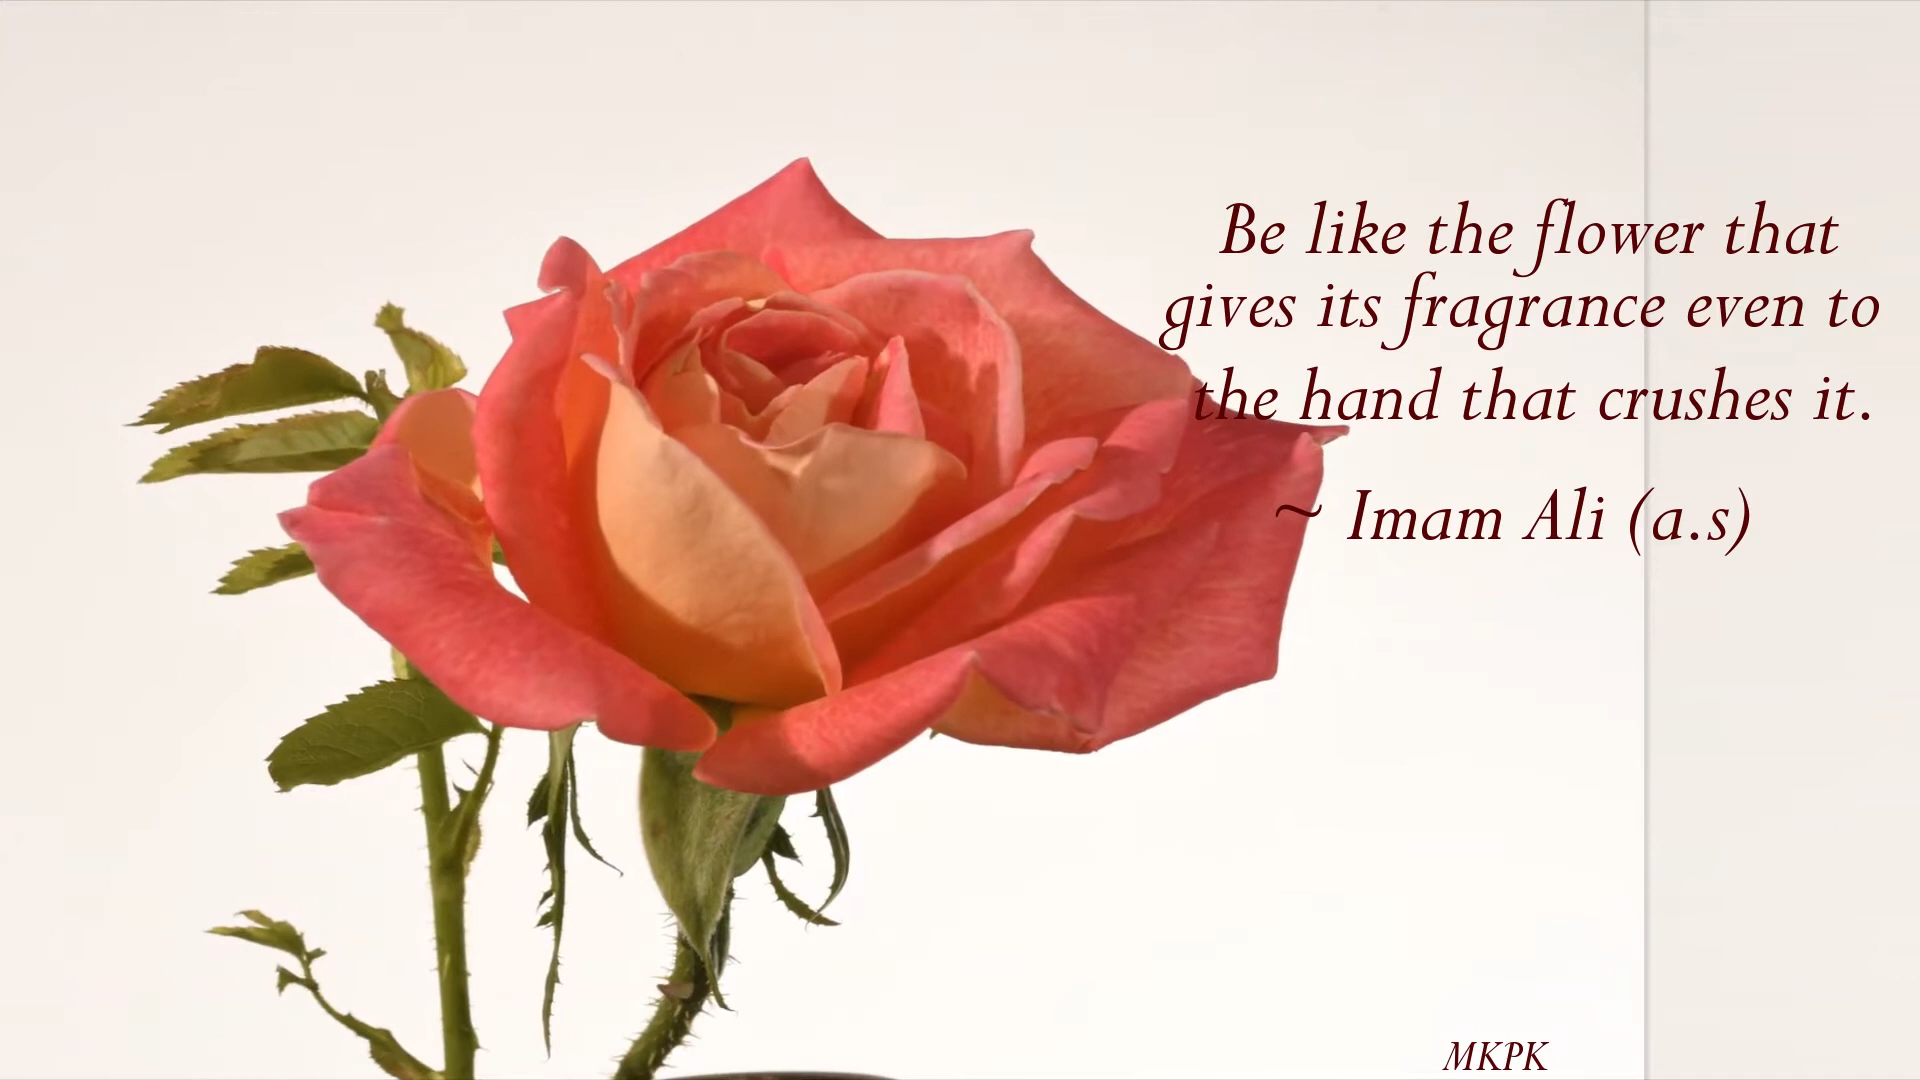 Be like the flower that
gives its fragrance even to
the hand that crushes it.
~ Imam Ali (a.s)
MKPK